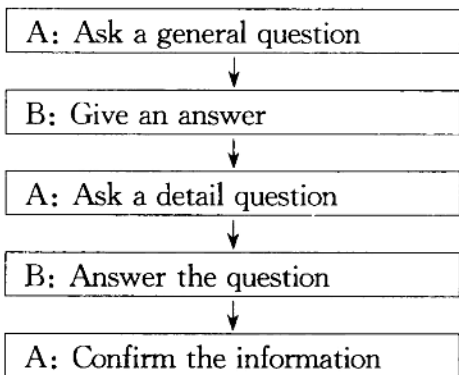 A: Ask a general question
B: Give an answer
A: Ask a detail question
B: Answer the question
A: Confirm the information